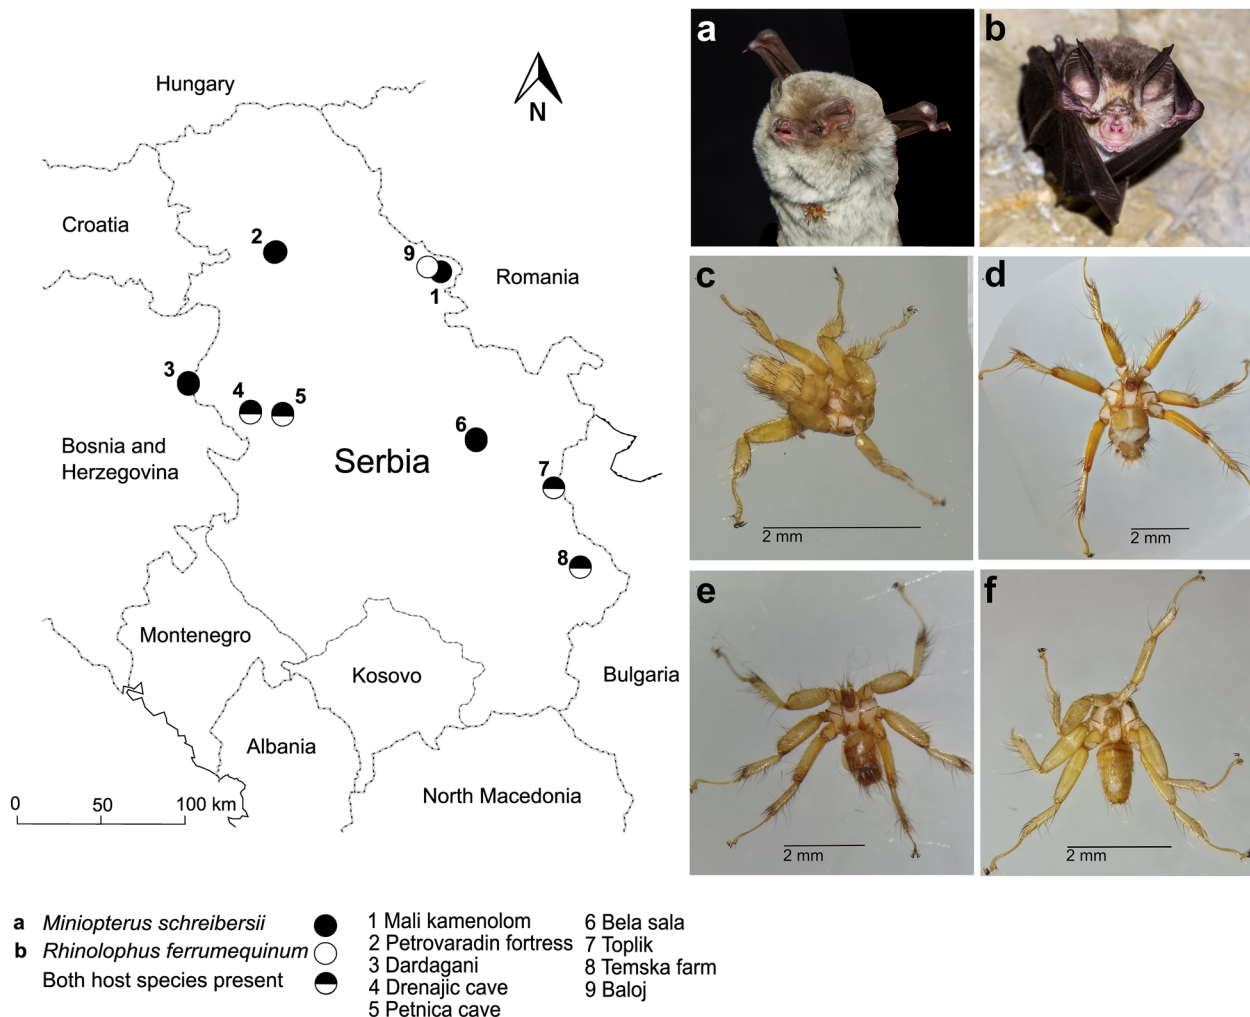 Hungary
N
Croatia
2
9
1
Romania
3
4
5
6
7
8
Bosnia and
Herzegovina
Serbia
Montenegro
Kosovo
Bulgaria
Albania
North Macedonia
0 50 100 km
a
b
c
2 mm
d
2 mm
e
2 mm
f
2 mm
a Miniopterus schreibersii
b Rhinolophus ferrumequinum
Both host species present
1 Mali kamenolom
2 Petrovaradin fortress
3 Dardagani
4 Drenajic cave
5 Petnica cave
6 Bela sala
7 Toplik
8 Temska farm
9 Baloj